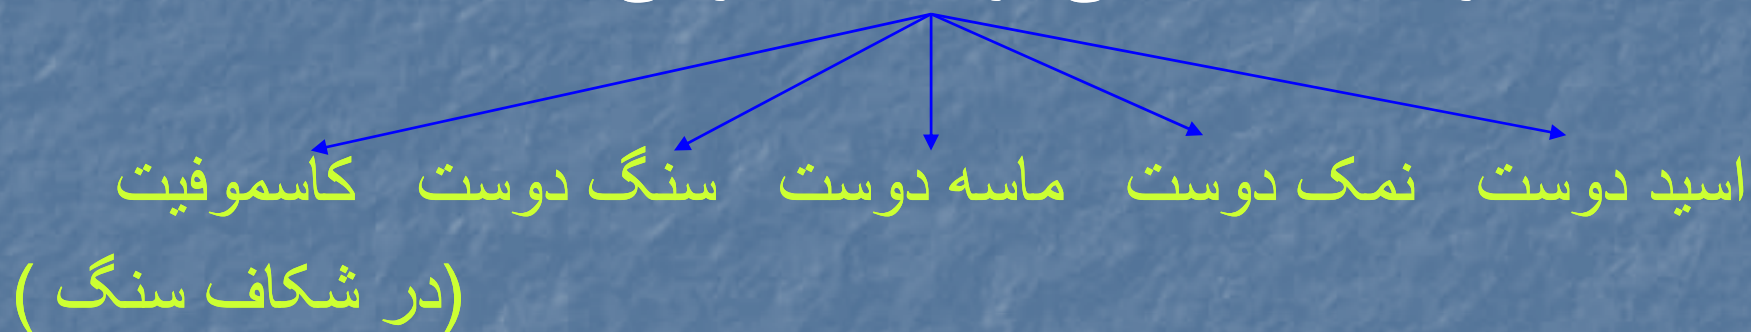 اسید دوست نمک دوست ماسه دوست سنگ دوست کاسموفیت
(در شکاف سنگ )